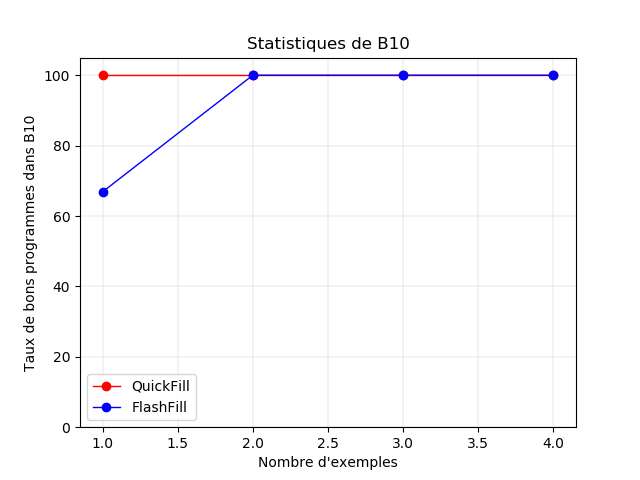 Statistiques de B10
Taux de bons programmes dans B10
100
80
60
40
20
0
QuickFill
FlashFill
1.0 1.5 2.0 2.5 3.0 3.5 4.0
Nombre d'exemples